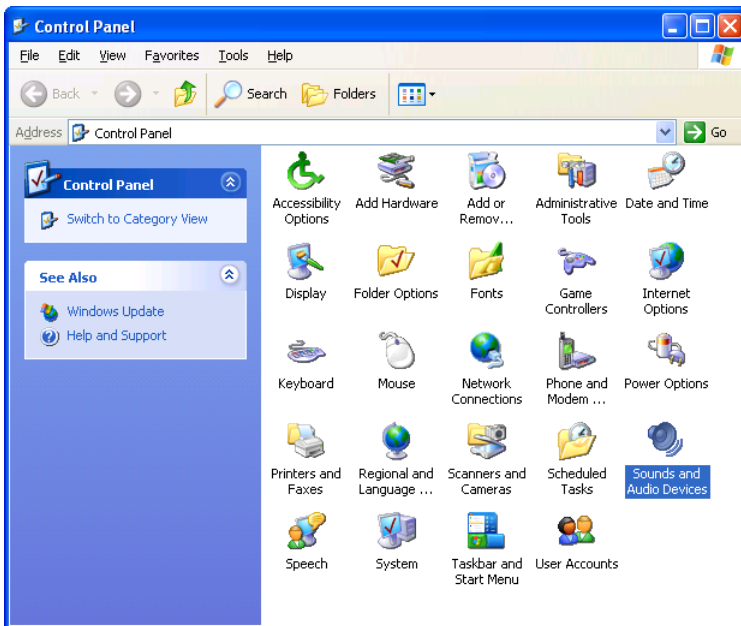 Control Panel
File Edit View Favorites Tools Help
Back Search Folders
Address Control Panel Go
Control Panel
Switch to Category View
See Also
Windows Update
Help and Support
Accessibility Options
Add Hardware
Add or Remov...
Administrative Tools
Date and Time
Display
Folder Options
Fonts
Game Controllers
Internet Options
Keyboard
Mouse
Network Connections
Phone and Modem ...
Power Options
Printers and Faxes
Regional and Language ...
Scanners and Cameras
Scheduled Tasks
Sounds and Audio Devices
Speech
System
Taskbar and Start Menu
User Accounts